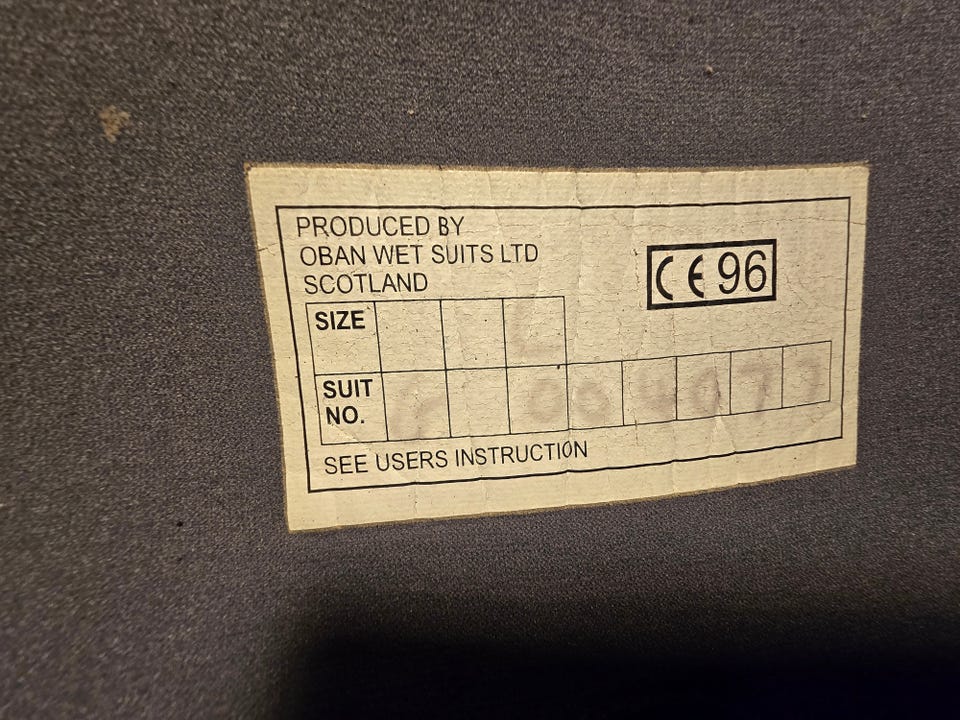 PRODUCED BY
OBAN WET SUITS LTD
SCOTLAND
CE 96
SIZE L
SUIT
NO.
SEE USERS INSTRUCTION